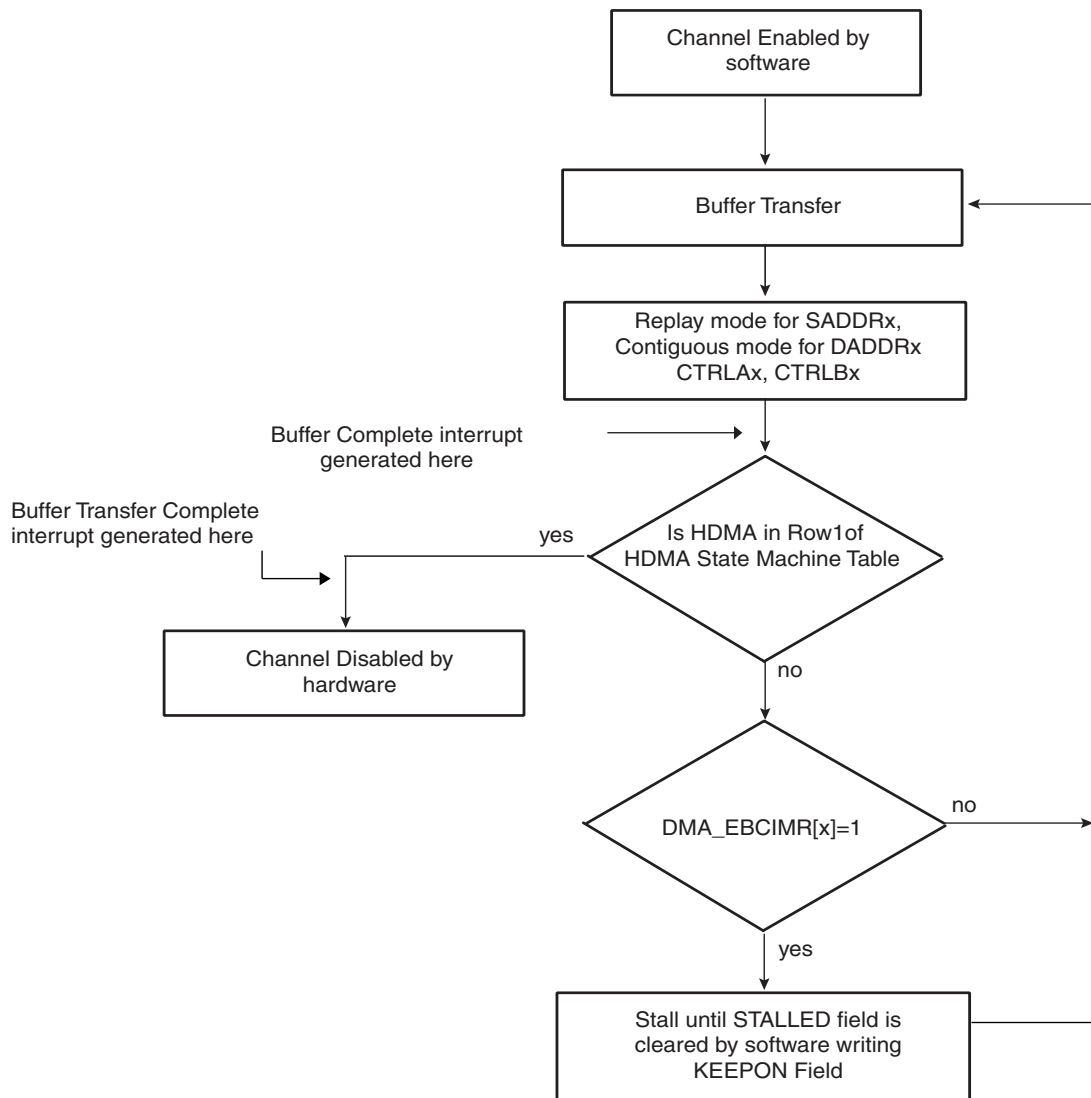 Channel Enabled by
software
Buffer Transfer
Replay mode for SADDRx,
Contiguous mode for DADDRx
CTRLAx, CTRLBx
Buffer Complete interrupt
generated here
Buffer Transfer Complete
interrupt generated here
yes
Is HDMA in Row1of
HDMA State Machine Table
Channel Disabled by
hardware
no
DMA_EBCIMR[x]=1
no
yes
Stall until STALLED field is
cleared by software writing
KEEPON Field